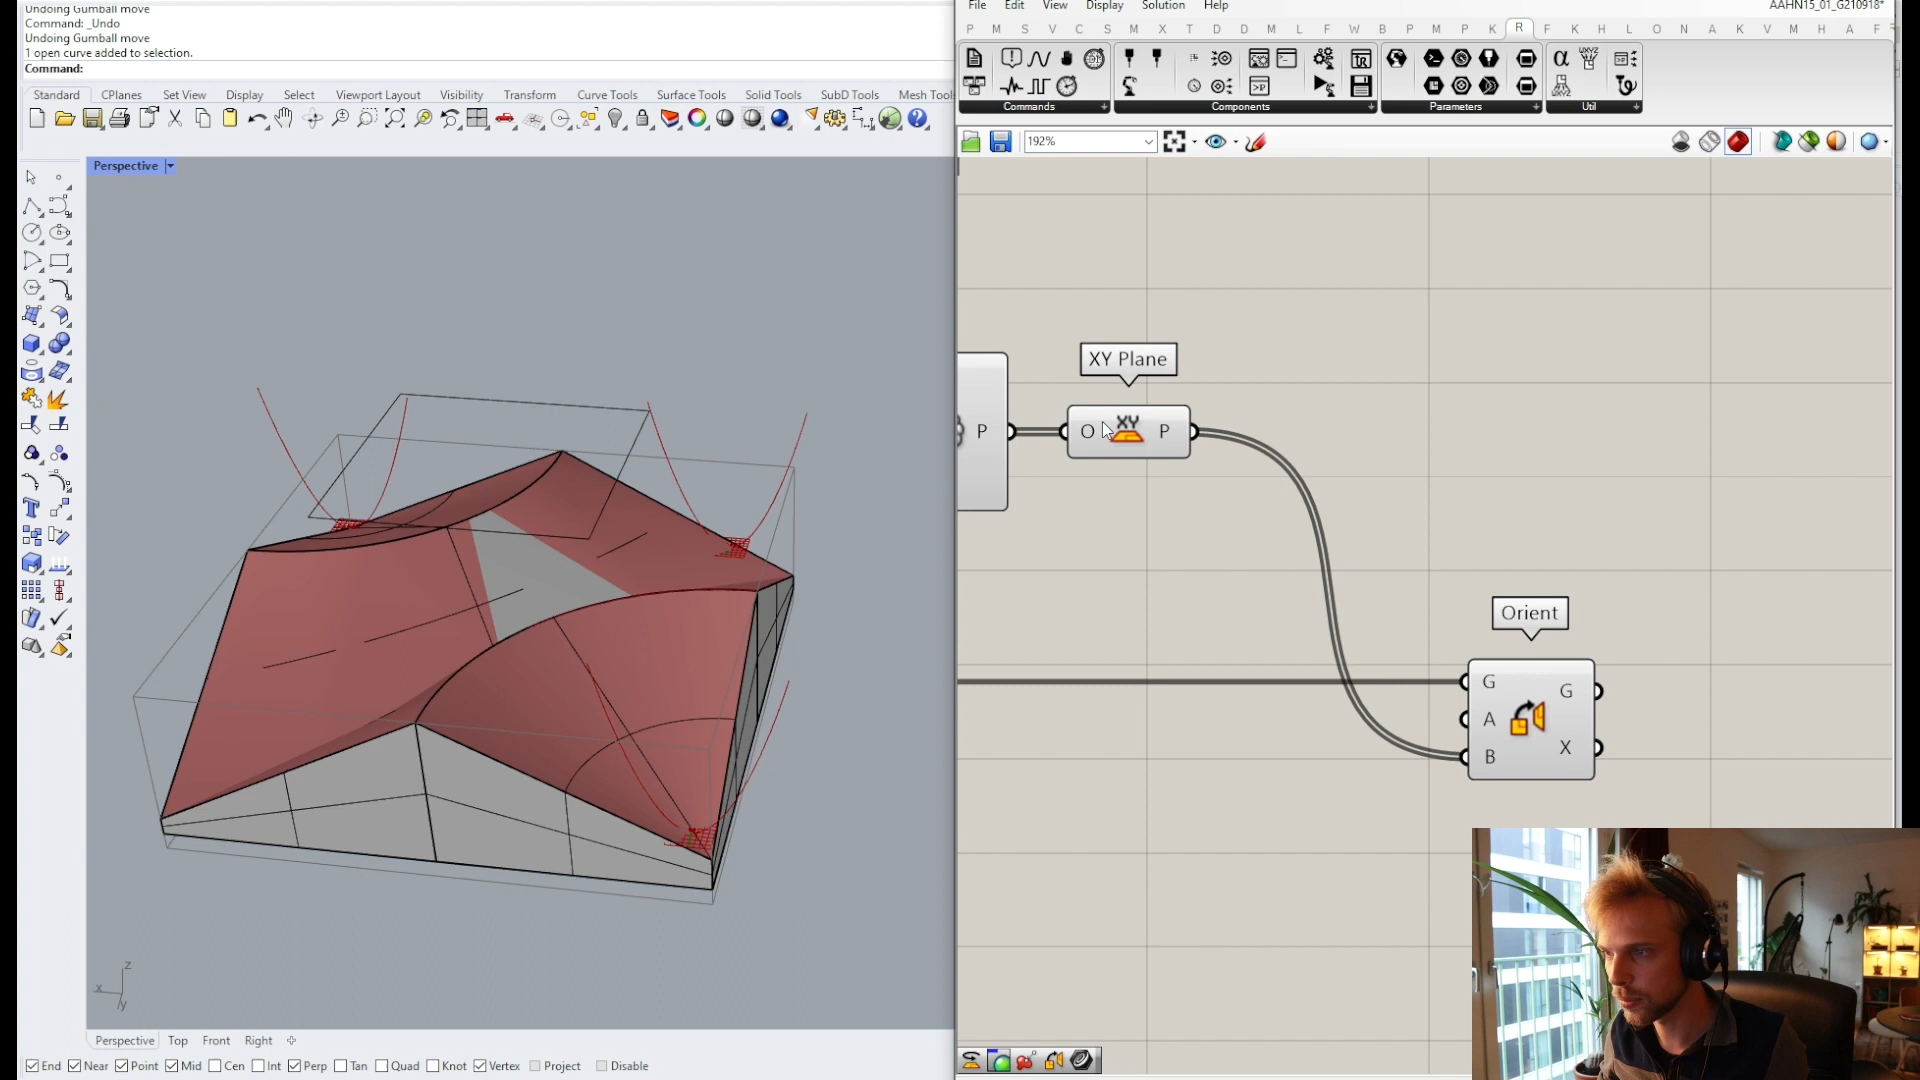 Undoing Gumball move
Command: _Undo
Undoing Gumball move
1 open curve added to selection.
Command:
Standard CPlanes Set View Display Select Viewport Layout Visibility Transform Curve Tools Surface Tools Solid Tools SubD Tools Mesh Tool
Perspective
z
x
y
Perspective Top Front Right
End Near Point Mid Cen Int Perp Tan Quad Knot Vertex Project Disable
File Edit View Display Solution Help
AAHN15_01_G210918*
P M S V C S M X T D D M L F W B P M P K R F K H L O N A K V M H A F
Commands
Components
Parameters
Util
192%
XY Plane
P
O XY P
Orient
G
A
B
G
X